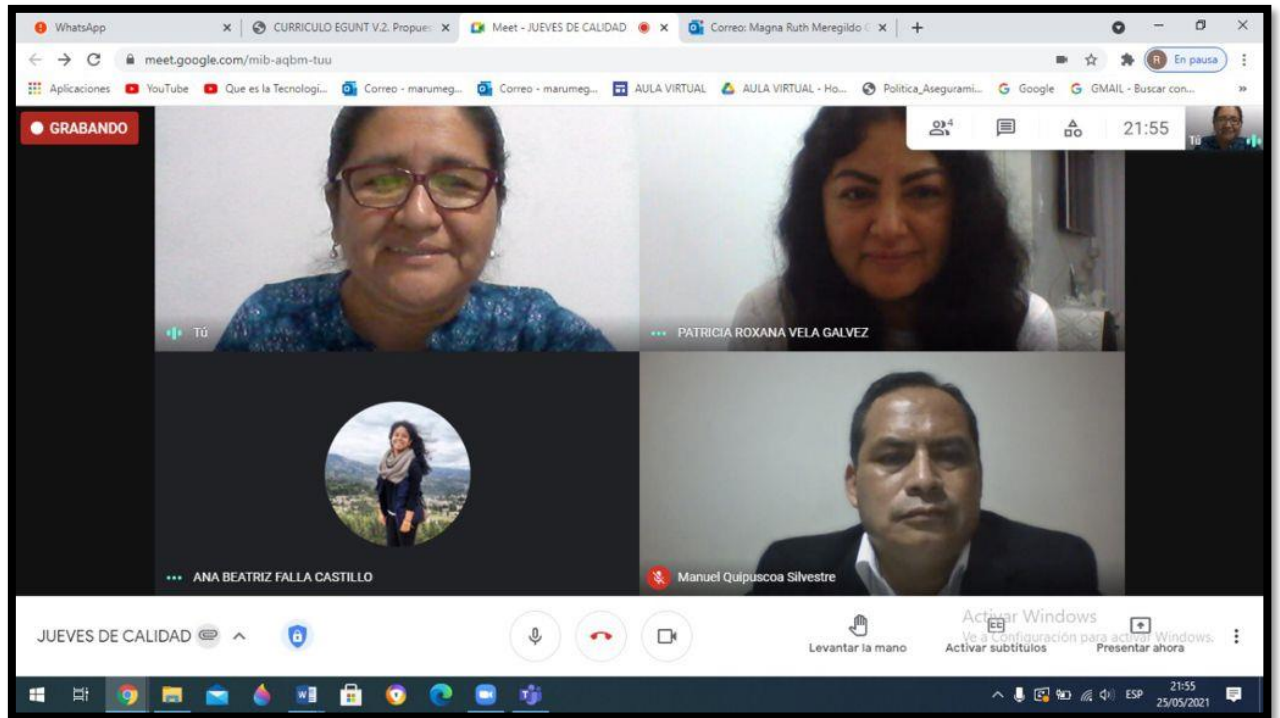 WhatsApp
CURRICULO EGUNT V.2. Propues
Meet - JUEVES DE CALIDAD
Correo: Magna Ruth Meregildo G
meet.google.com/mib-aqbm-tuu
R En pausa
Aplicaciones YouTube Que es la Tecnologi... Correo - marumeg... Correo - marumeg... AULA VIRTUAL AULA VIRTUAL - Ho... Politica_Asegurami... Google GMAIL - Buscar con... »
GRABANDO
4
21:55
Tú
Tú
PATRICIA ROXANA VELA GALVEZ
ANA BEATRIZ FALLA CASTILLO
Manuel Quipuscoa Silvestre
JUEVES DE CALIDAD
Levantar la mano
Activar subtítulos
Presentar ahora
Activar Windows
Ve a Configuración para activar Windows.
ESP
21:55
25/05/2021